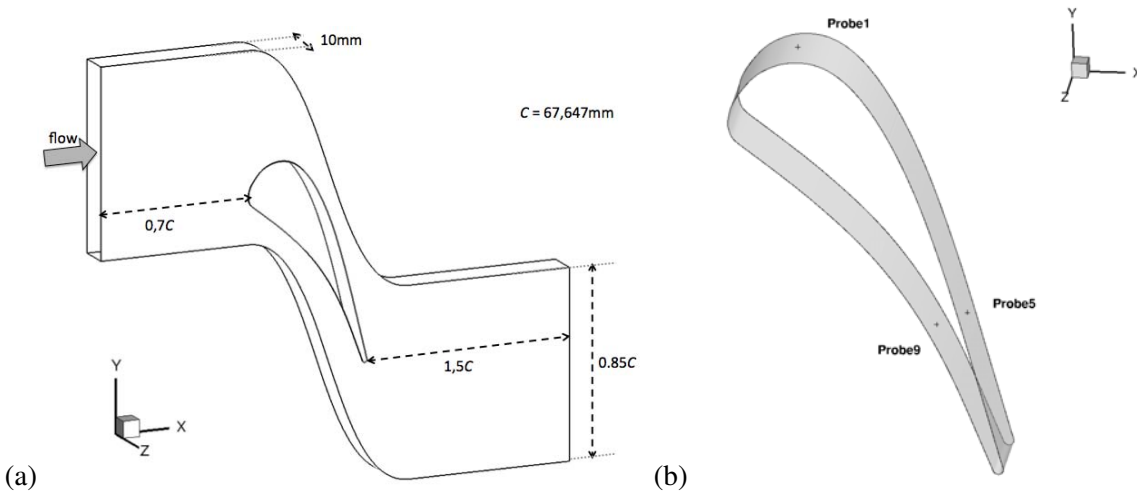 10mm
C = 67,647mm
flow
0,7C
1,5C
0.85C
Y
X
Z
(a)
Probe1
Y
X
Z
Probe5
Probe9
(b)